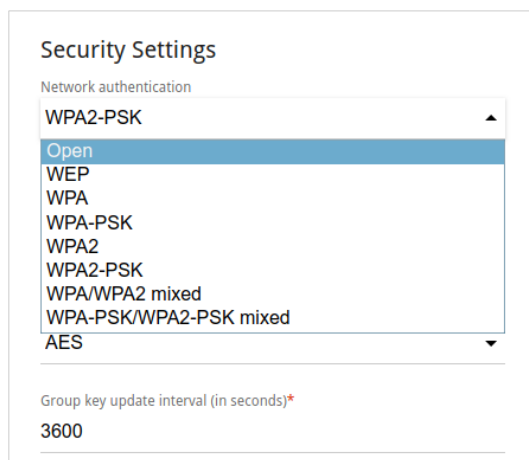 Security Settings
Network authentication
WPA2-PSK
Open
WEP
WPA
WPA-PSK
WPA2
WPA2-PSK
WPA/WPA2 mixed
WPA-PSK/WPA2-PSK mixed
AES
Group key update interval (in seconds)*
3600